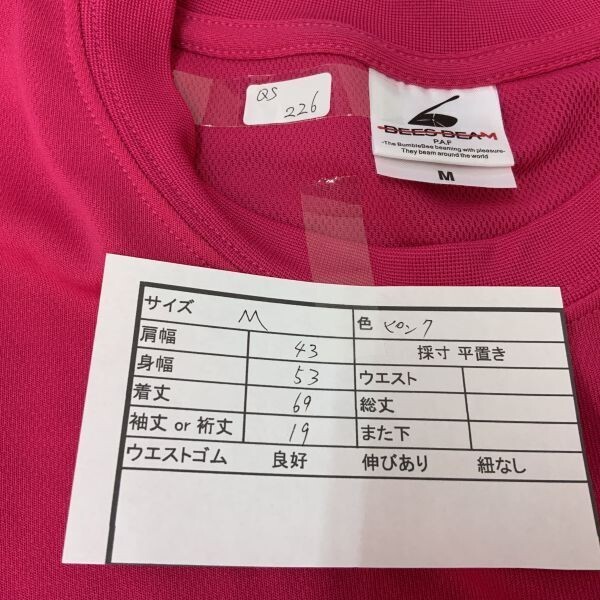 QS
226
BEES BEAM
P.A.F
-The BumbleBee beaming with pleasure-
They beam around the world
M
サイズ M 色 ピンク
肩幅 43 採寸 平置き
身幅 53 ウエスト
着丈 69 総丈
袖丈 or 裄丈 19 また下
ウエストゴム 良好 伸びあり 紐なし